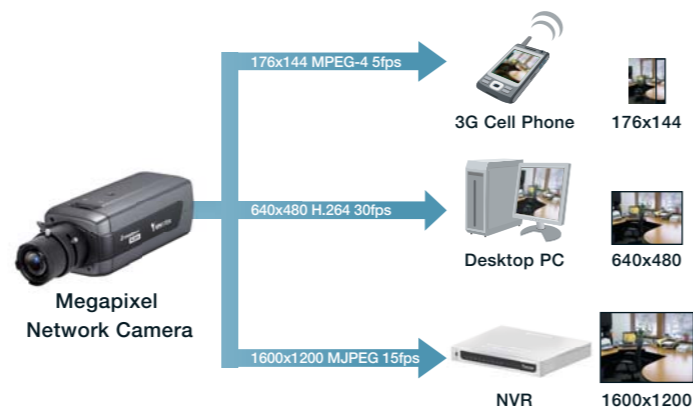 176x144 MPEG-4 5fps
3G Cell Phone
176x144
640x480 H.264 30fps
Desktop PC
640x480
Megapixel
Network Camera
1600x1200 MJPEG 15fps
NVR
1600x1200